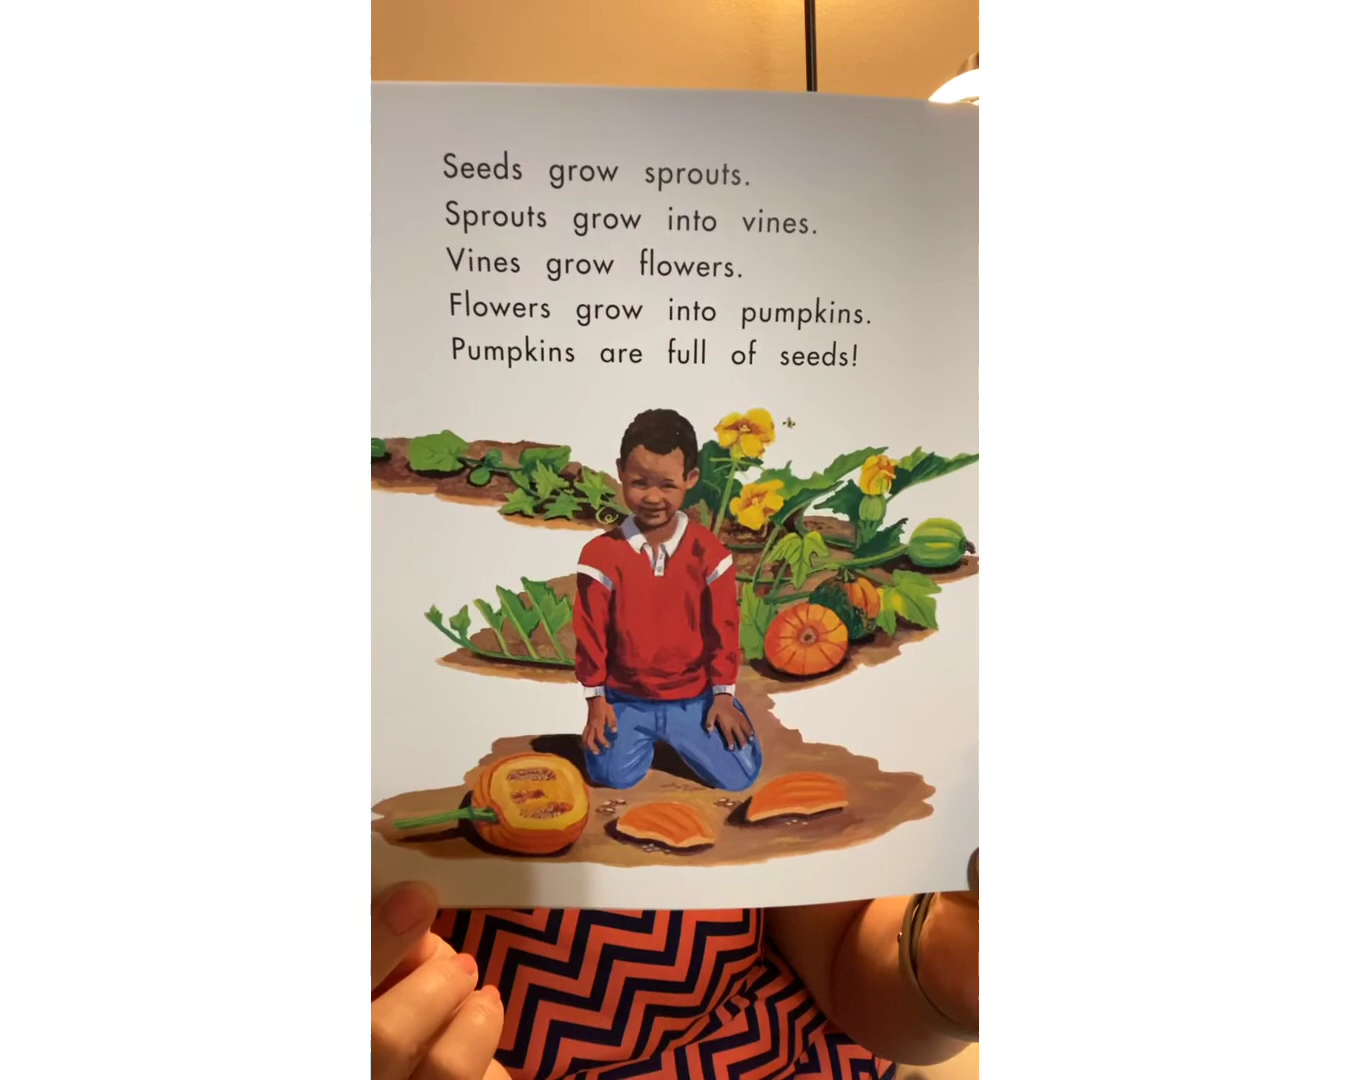 Seeds grow sprouts.
Sprouts grow into vines.
Vines grow flowers.
Flowers grow into pumpkins.
Pumpkins are full of seeds!